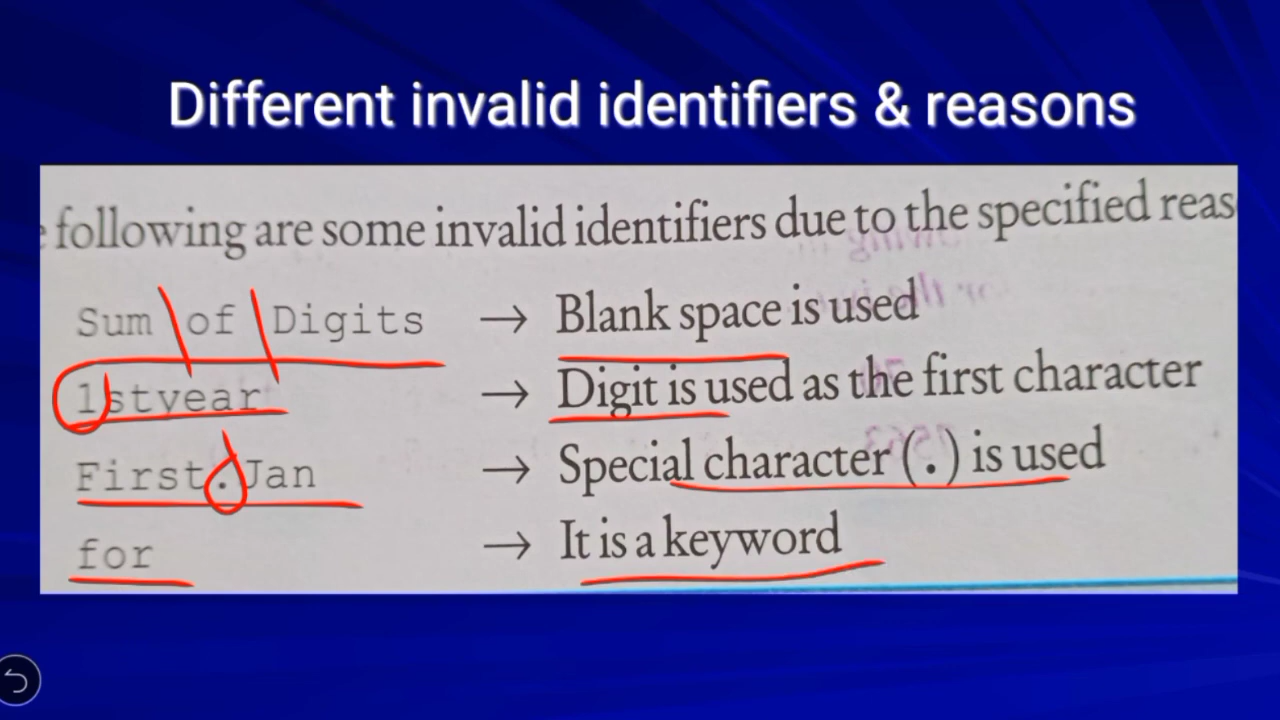 Different invalid identifiers & reasons
following are some invalid identifiers due to the specified reas
Sum of Digits → Blank space is used
1styear → Digit is used as the first character
First.Jan → Special character (.) is used
for → It is a keyword